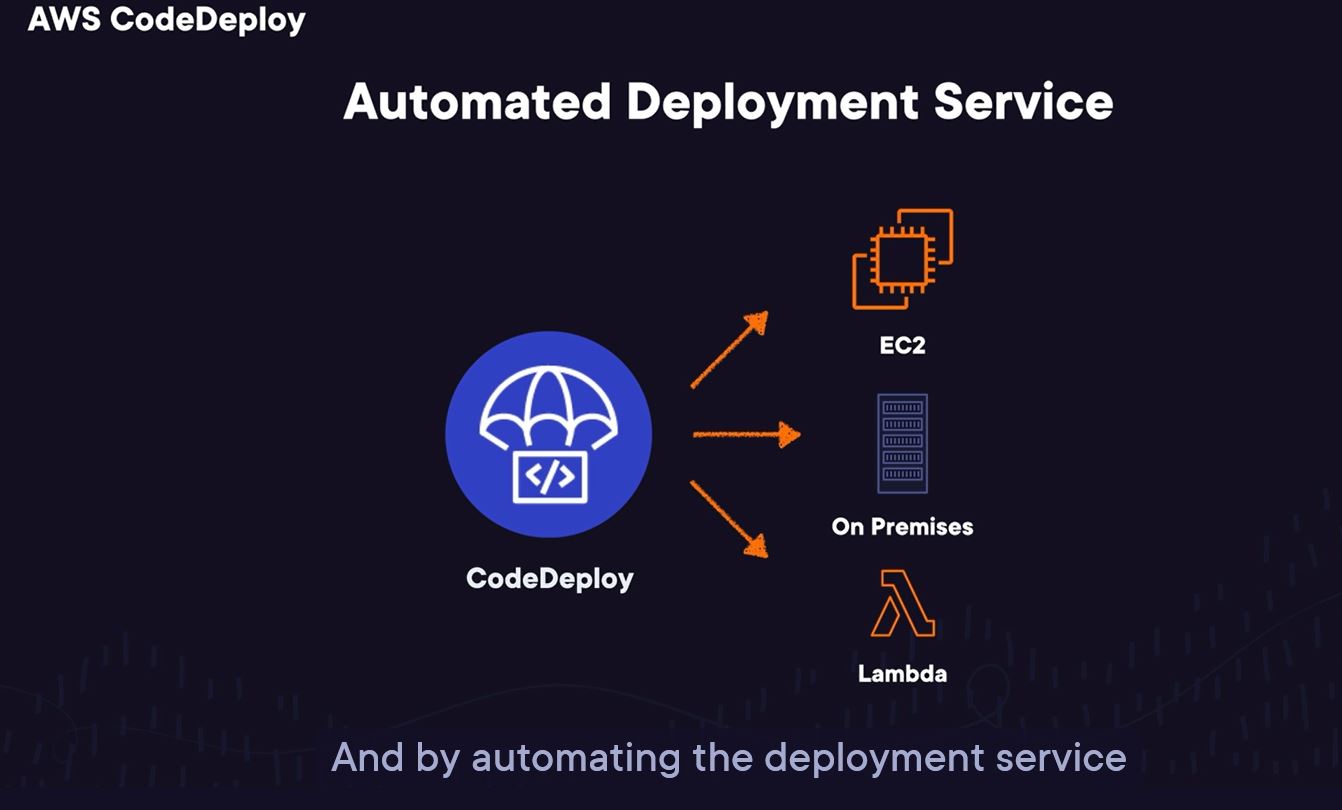 AWS CodeDeploy
Automated Deployment Service
EC2
On Premises
CodeDeploy
</>
Lambda
And by automating the deployment service